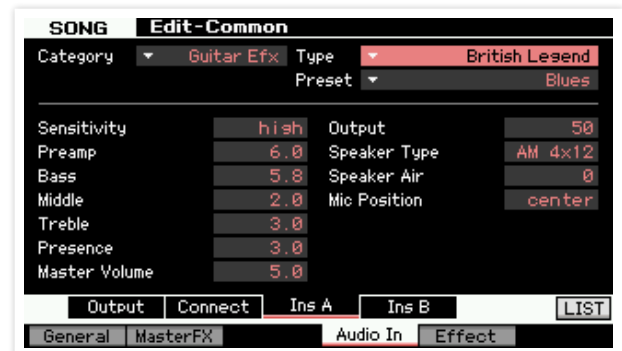 SONG Edit-Common
Category Guitar Efx Type British Legend
Preset Blues
Sensitivity high Output 50
Preamp 6.0 Speaker Type AM 4x12
Bass 5.8 Speaker Air 0
Middle 2.0 Mic Position center
Treble 3.0
Presence 3.0
Master Volume 5.0
Output Connect Ins A Ins B LIST
General MasterFX Audio In Effect